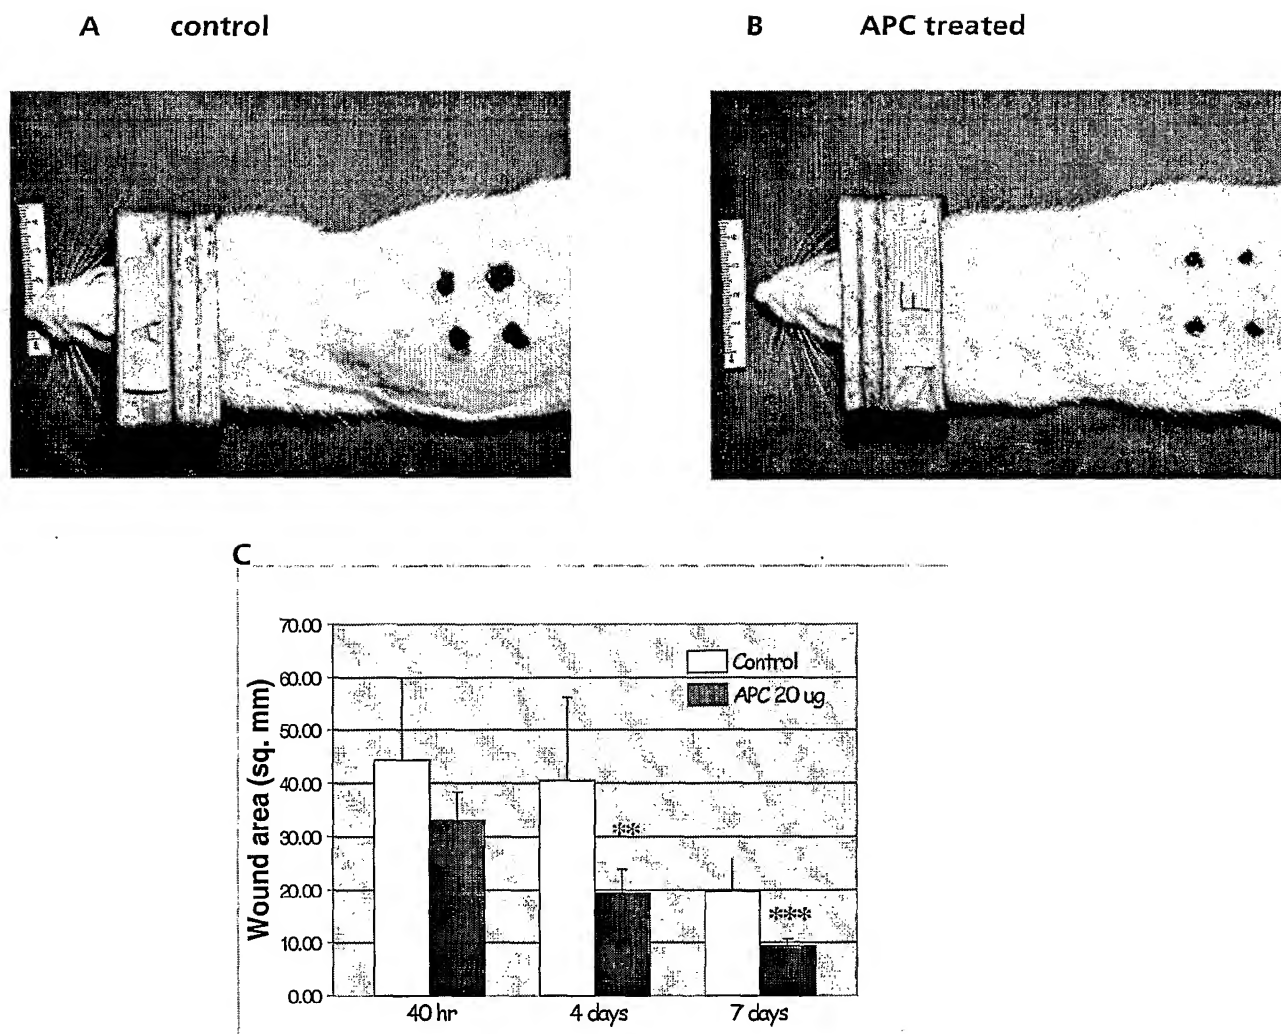 A control
B APC treated
C
Wound area (sq. mm)
70.00
60.00
50.00
40.00
30.00
20.00
10.00
0.00
Control
APC 20 ug
**
***
40 hr
4 days
7 days